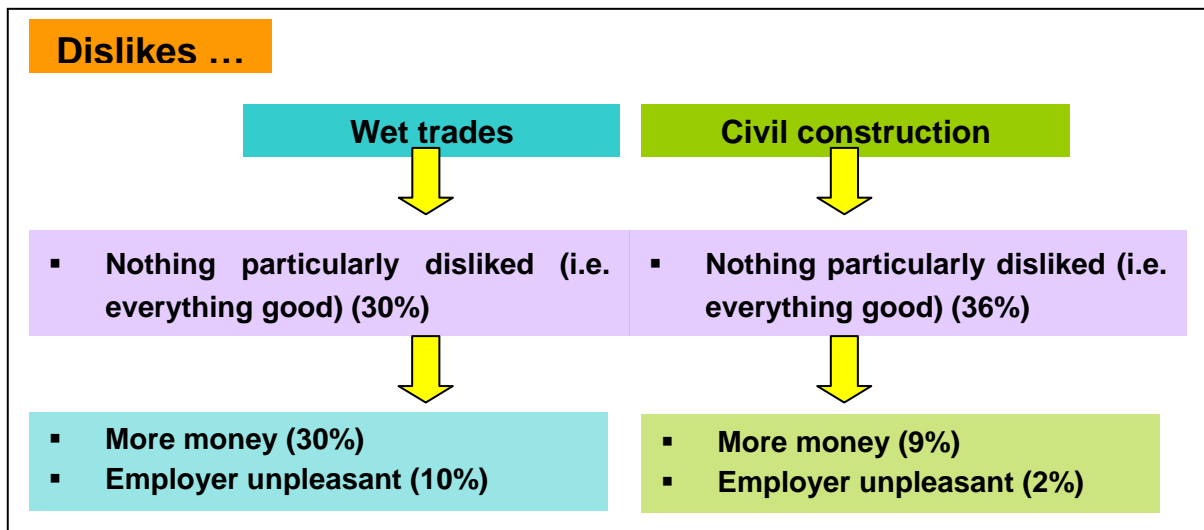 Dislikes …
Wet trades
Civil construction
▪ Nothing particularly disliked (i.e.
everything good) (30%)
▪ Nothing particularly disliked (i.e.
everything good) (36%)
▪ More money (30%)
▪ Employer unpleasant (10%)
▪ More money (9%)
▪ Employer unpleasant (2%)